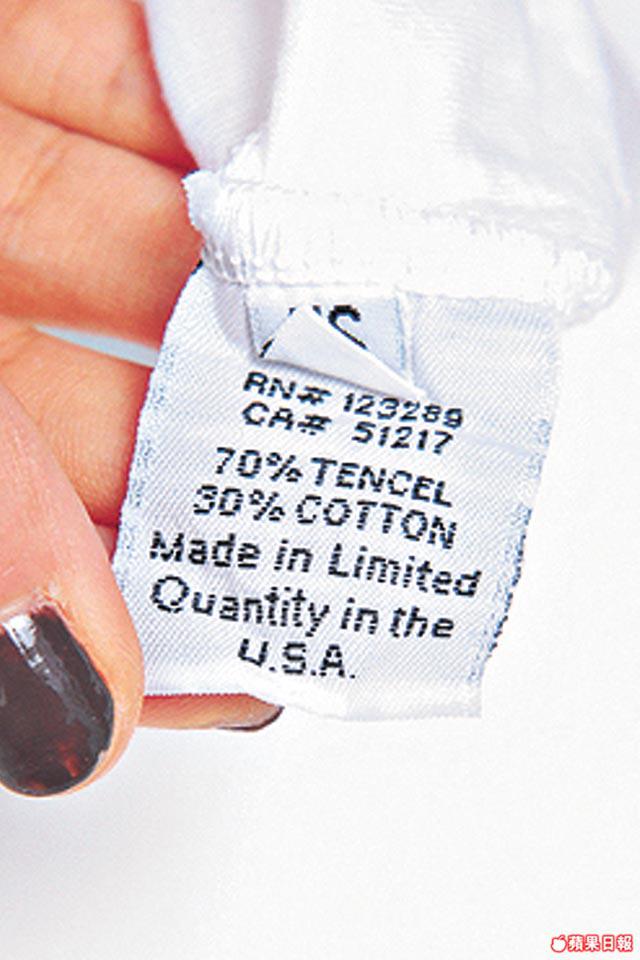 RN# 123289
CA# 51217
70% TENCEL
30% COTTON
Made in Limited
Quantity in the
U.S.A.
蘋果日報